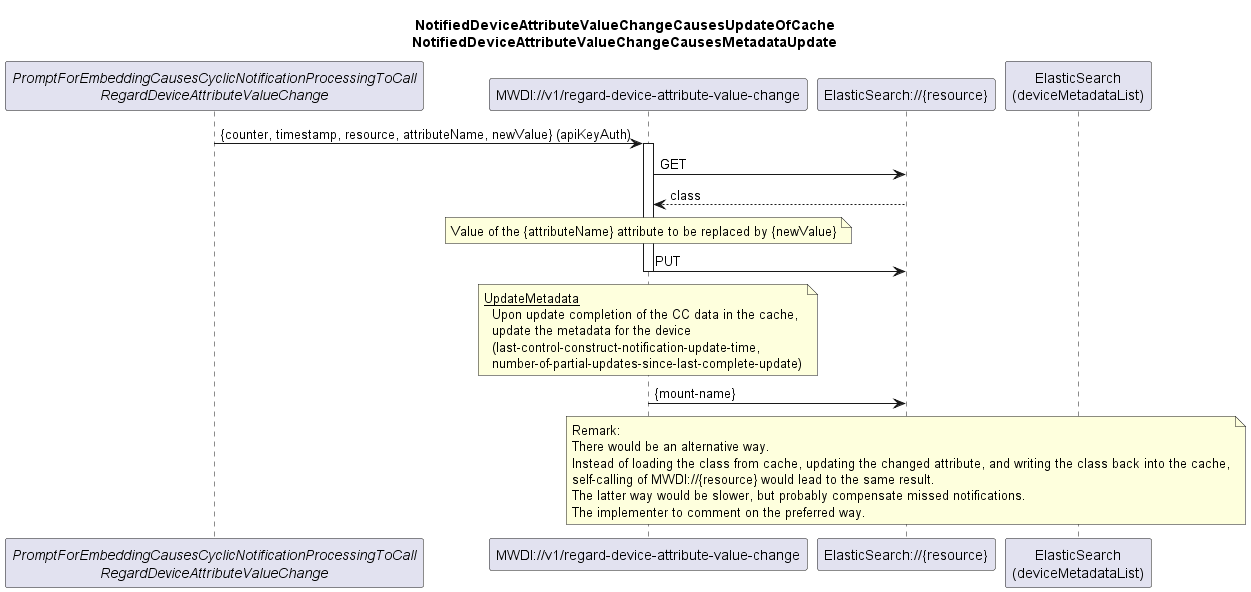 NotifiedDeviceAttributeValueChangeCausesUpdateOfCache
NotifiedDeviceAttributeValueChangeCausesMetadataUpdate
PromptForEmbeddingCausesCyclicNotificationProcessingToCall
RegardDeviceAttributeValueChange
MWDI://v1/regard-device-attribute-value-change
ElasticSearch://{resource}
ElasticSearch
(deviceMetadataList)
{counter, timestamp, resource, attributeName, newValue} (apiKeyAuth)
GET
class
Value of the {attributeName} attribute to be replaced by {newValue}
PUT
UpdateMetadata
Upon update completion of the CC data in the cache,
update the metadata for the device
(last-control-construct-notification-update-time,
number-of-partial-updates-since-last-complete-update)
{mount-name}
Remark:
There would be an alternative way.
Instead of loading the class from cache, updating the changed attribute, and writing the class back into the cache,
self-calling of MWDI://{resource} would lead to the same result.
The latter way would be slower, but probably compensate missed notifications.
The implementer to comment on the preferred way.
PromptForEmbeddingCausesCyclicNotificationProcessingToCall
RegardDeviceAttributeValueChange
MWDI://v1/regard-device-attribute-value-change
ElasticSearch://{resource}
ElasticSearch
(deviceMetadataList)